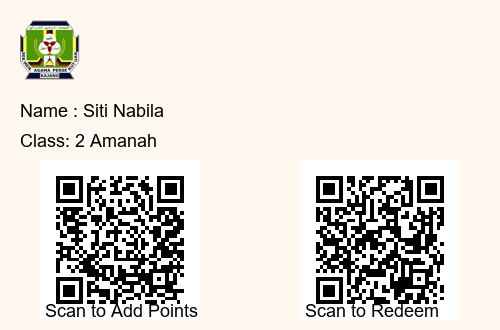 AGAMA PERSE
KAJANG
Name : Siti Nabila
Class: 2 Amanah
Scan to Add Points
Scan to Redeem